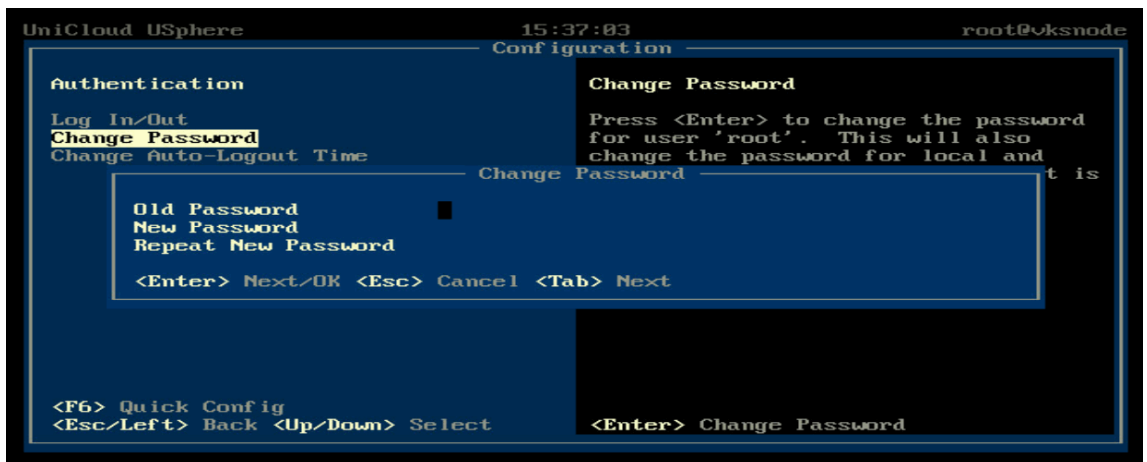 UniCloud USphere 15:37:03 root@vksnode
Configuration
Authentication
Log In/Out
Change Password
Change Auto-Logout Time
Change Password
Press <Enter> to change the password
for user 'root'. This will also
change the password for local and
t is
Change Password
Old Password
New Password
Repeat New Password
<Enter> Next/OK <Esc> Cancel <Tab> Next
<F6> Quick Config
<Esc/Left> Back <Up/Down> Select
<Enter> Change Password